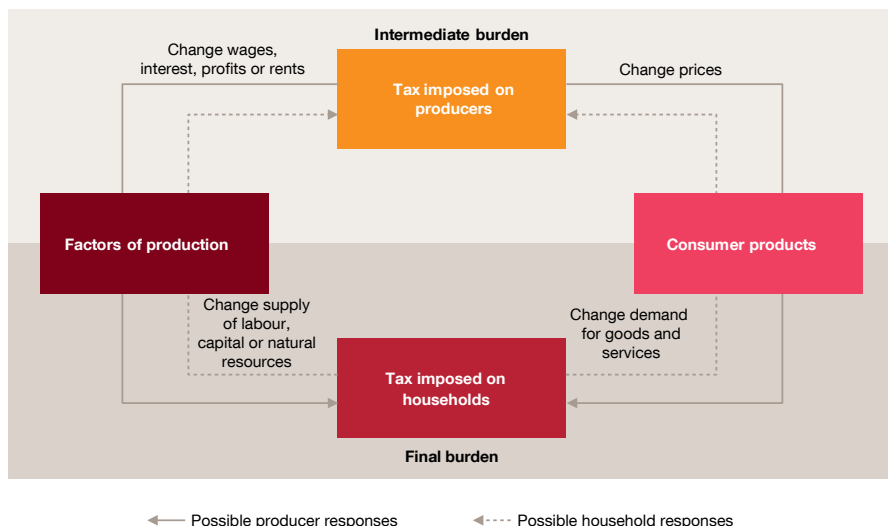 Intermediate burden
Change wages,
interest, profits or rents
Tax imposed on
producers
Change prices
Factors of production
Consumer products
Change supply
of labour,
capital or natural
resources
Change demand
for goods and
services
Tax imposed on
households
Final burden
Possible producer responses
Possible household responses